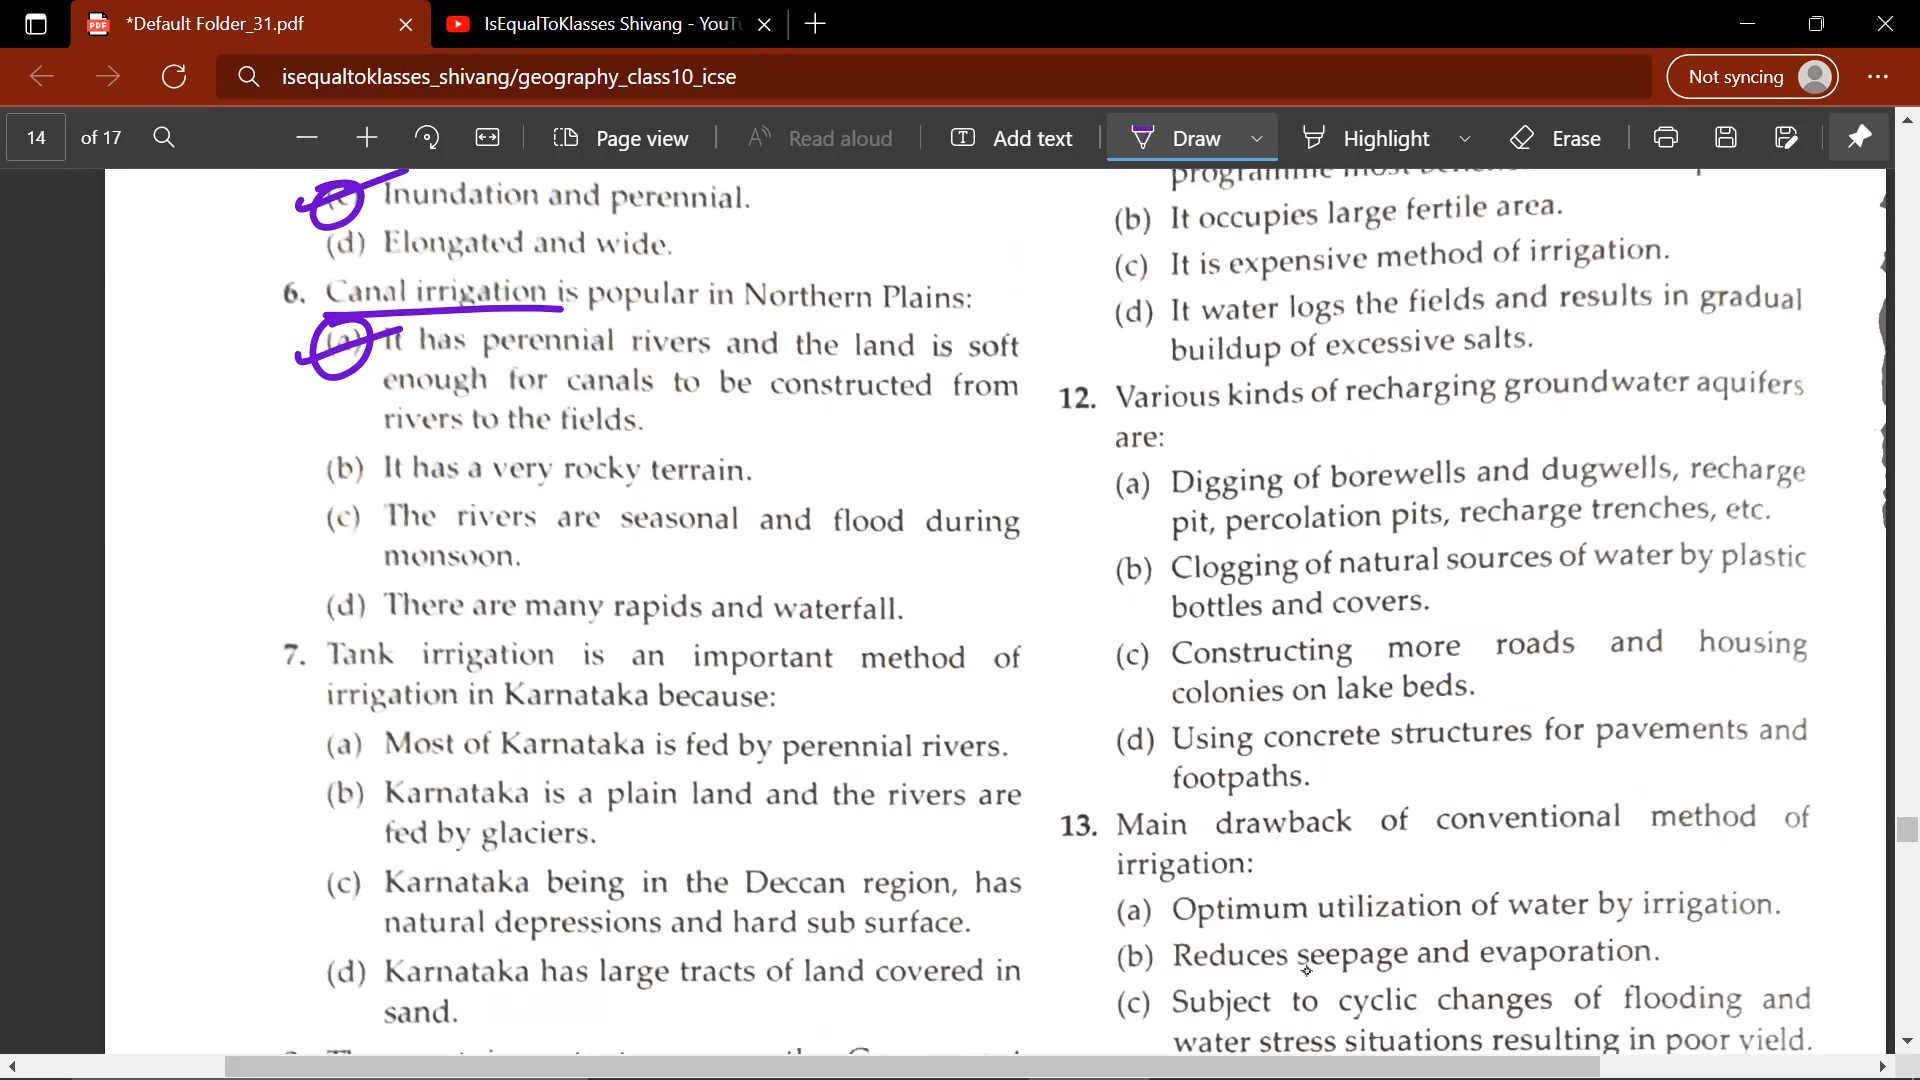 *Default Folder_31.pdf
IsEqualToKlasses Shivang - YouTu
isequaltoklasses_shivang/geography_class10_icse
Not syncing
14 of 17
Page view
Read aloud
Add text
Draw
Highlight
Erase
Inundation and perennial.
(d) Elongated and wide.
6. Canal irrigation is popular in Northern Plains:
(a) It has perennial rivers and the land is soft
enough for canals to be constructed from
rivers to the fields.
(b) It has a very rocky terrain.
(c) The rivers are seasonal and flood during
monsoon.
(d) There are many rapids and waterfall.
7. Tank irrigation is an important method of
irrigation in Karnataka because:
(a) Most of Karnataka is fed by perennial rivers.
(b) Karnataka is a plain land and the rivers are
fed by glaciers.
(c) Karnataka being in the Deccan region, has
natural depressions and hard sub surface.
(d) Karnataka has large tracts of land covered in
sand.
programme most
(b) It occupies large fertile area.
(c) It is expensive method of irrigation.
(d) It water logs the fields and results in gradual
buildup of excessive salts.
12. Various kinds of recharging groundwater aquifers
are:
(a) Digging of borewells and dugwells, recharge
pit, percolation pits, recharge trenches, etc.
(b) Clogging of natural sources of water by plastic
bottles and covers.
(c) Constructing more roads and housing
colonies on lake beds.
(d) Using concrete structures for pavements and
footpaths.
13. Main drawback of conventional method of
irrigation:
(a) Optimum utilization of water by irrigation.
(b) Reduces seepage and evaporation.
(c) Subject to cyclic changes of flooding and
water stress situations resulting in poor yield.